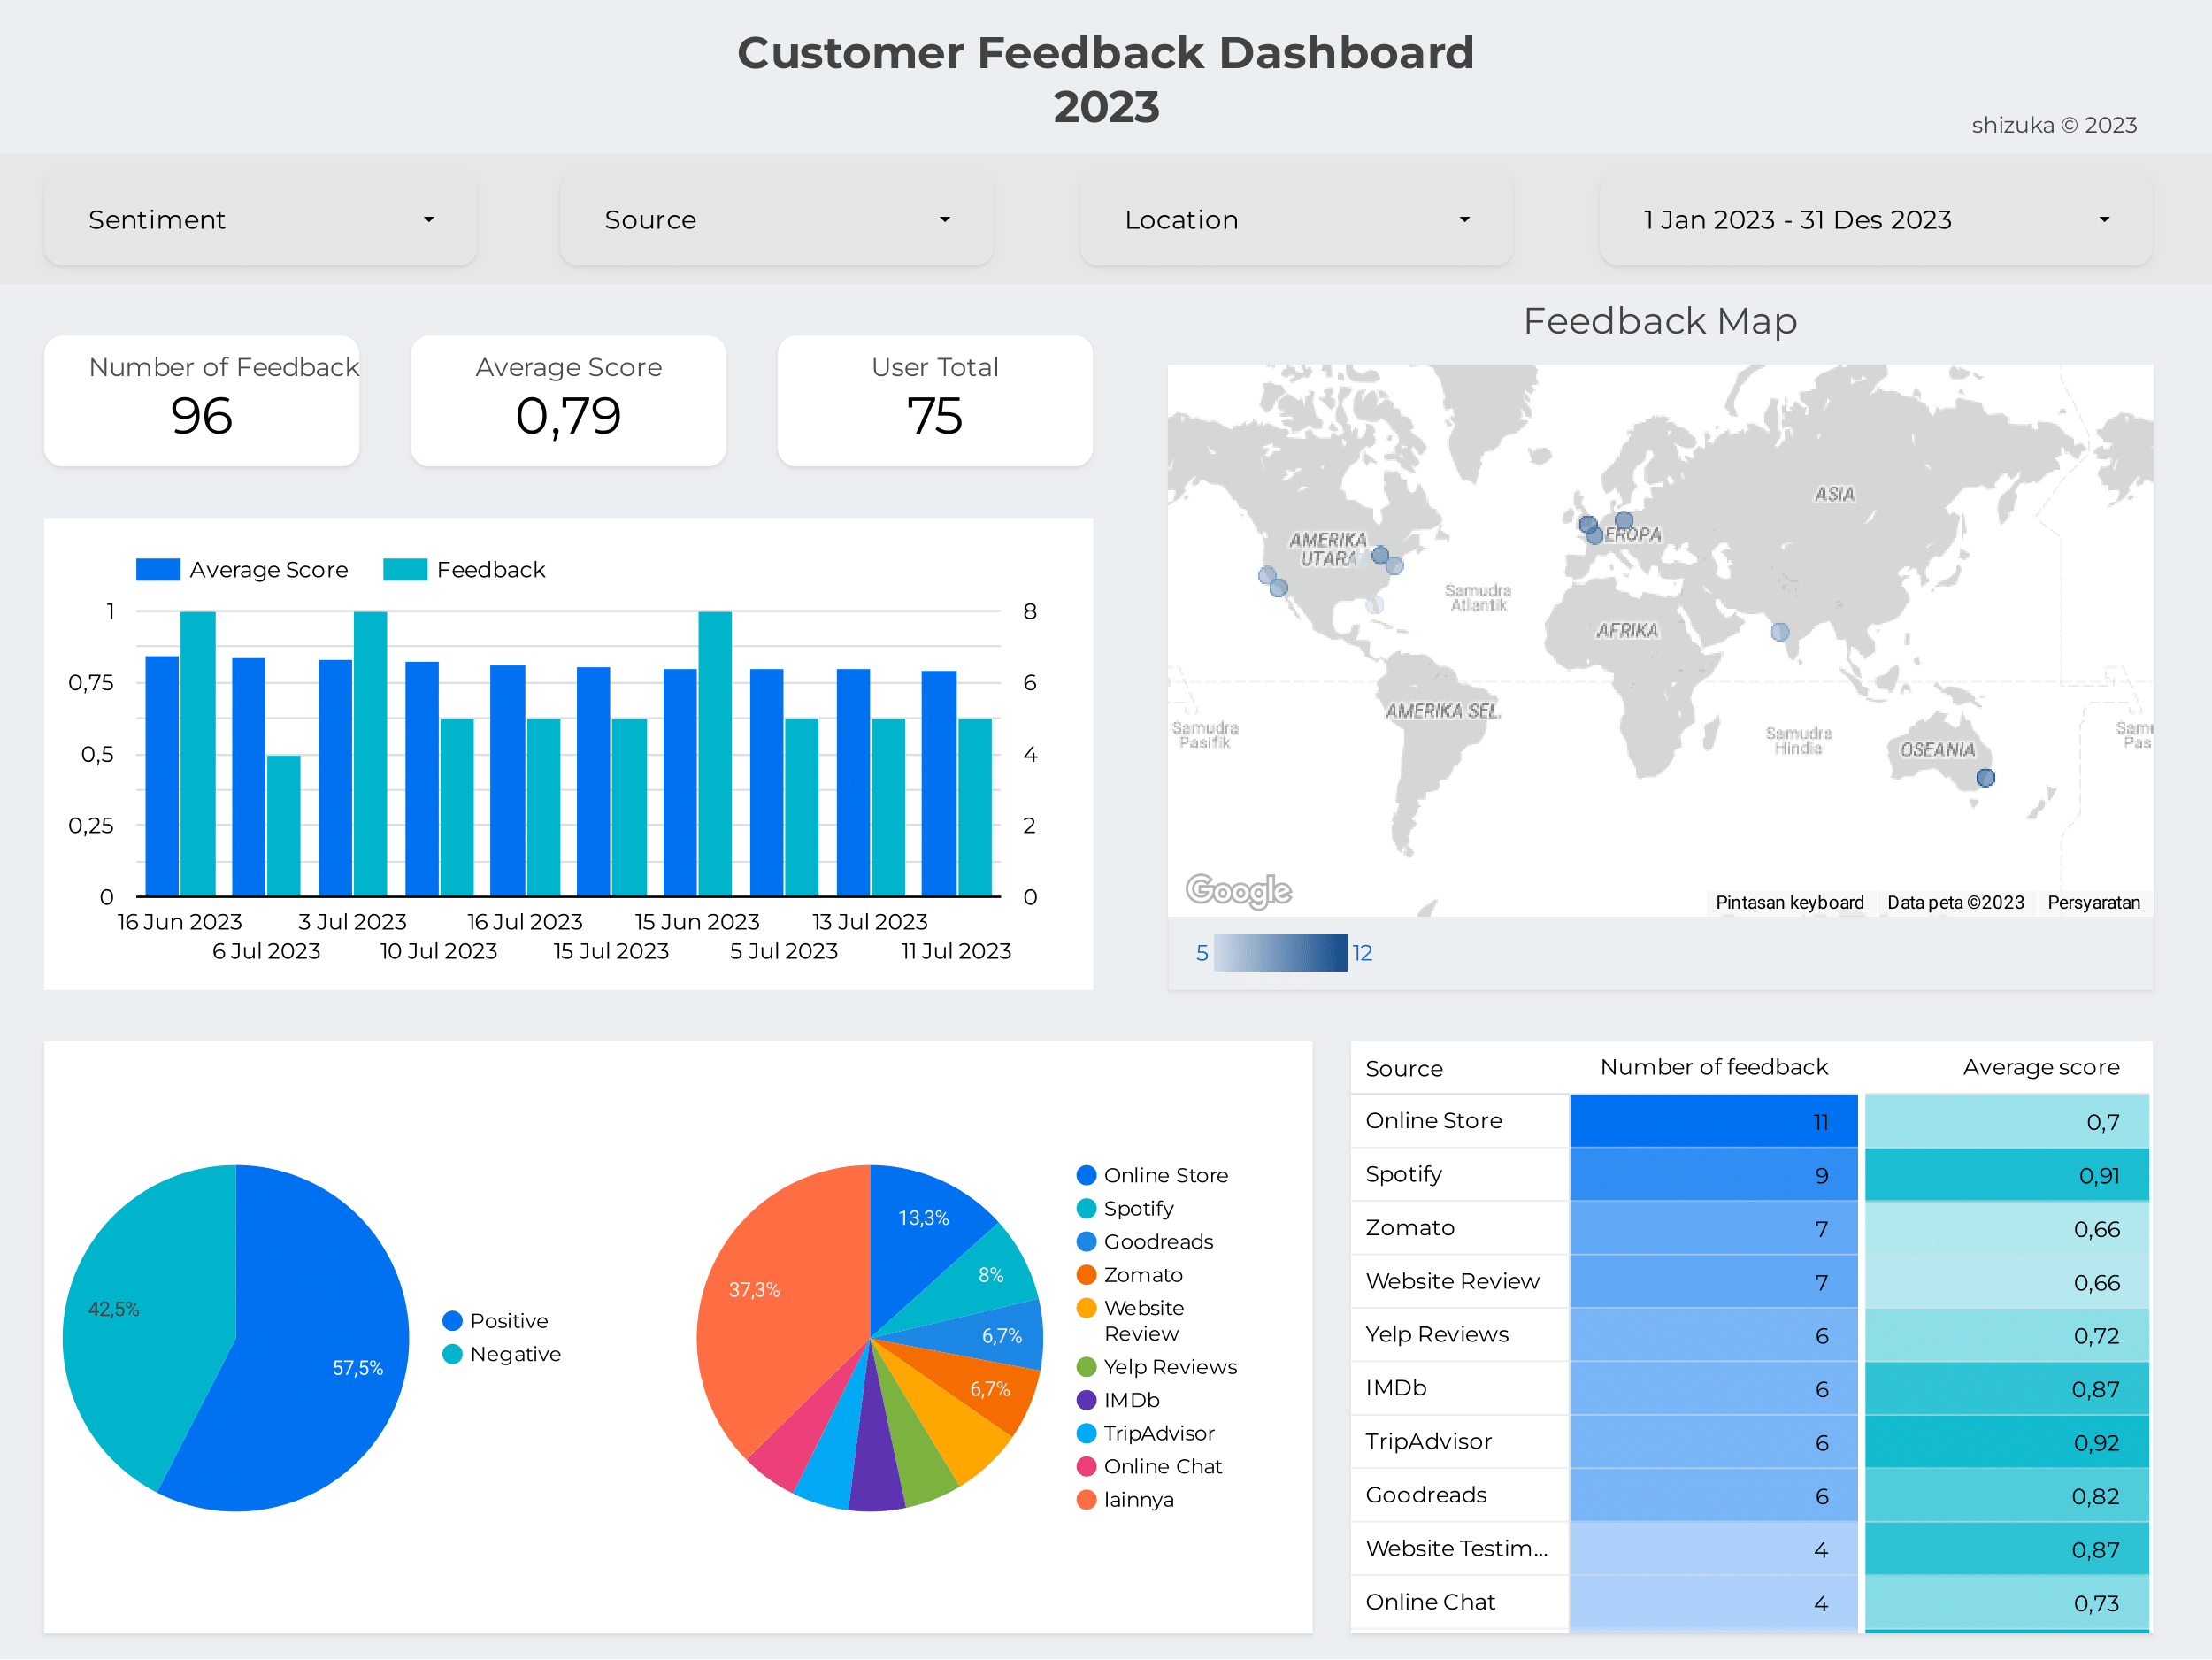 Customer Feedback Dashboard
2023
shizuka © 2023
Sentiment
Source
Location
1 Jan 2023 - 31 Des 2023
Number of Feedback
96
Average Score
0,79
User Total
75
Feedback Map
Average Score
Feedback
1
0,75
0,5
0,25
0
8
6
4
2
0
16 Jun 2023
6 Jul 2023
3 Jul 2023
10 Jul 2023
16 Jul 2023
15 Jul 2023
15 Jun 2023
5 Jul 2023
13 Jul 2023
11 Jul 2023
ASIA
AMERIKA
UTARA
EROPA
Samudra
Atlantik
AFRIKA
AMERIKA SEL.
Samudra
Pasifik
Samudra
Hindia
OSEANIA
Sam
Pas
Google
Pintasan keyboard
Data peta ©2023
Persyaratan
5
12
42,5%
57,5%
Positive
Negative
13,3%
8%
6,7%
6,7%
37,3%
Online Store
Spotify
Goodreads
Zomato
Website
Review
Yelp Reviews
IMDb
TripAdvisor
Online Chat
lainnya
Source Number of feedback Average score
Online Store 11 0,7
Spotify 9 0,91
Zomato 7 0,66
Website Review 7 0,66
Yelp Reviews 6 0,72
IMDb 6 0,87
TripAdvisor 6 0,92
Goodreads 6 0,82
Website Testim... 4 0,87
Online Chat 4 0,73